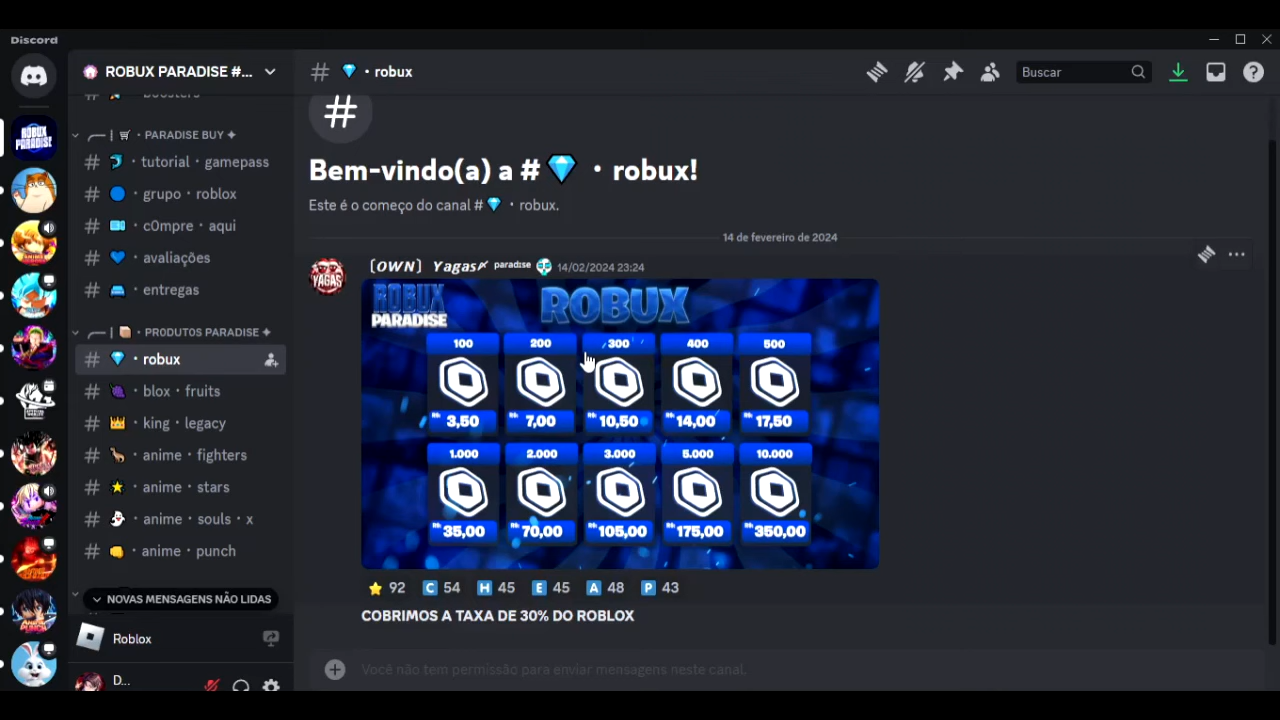 Discord
ROBUX PARADISE #...
boosters
| 🛒 · PARADISE BUY ✦
# · tutorial · gamepass
# 🔵 · grupo · roblox
# · c0mpre · aqui
# 💙 · avaliações
# · entregas
| 📦 · PRODUTOS PARADISE ✦
# 💎 · robux
# 🍇 · blox · fruits
# 👑 · king · legacy
# · anime · fighters
# ⭐ · anime · stars
# 👻 · anime · souls · x
# 👊 · anime · punch
NOVAS MENSAGENS NÃO LIDAS
Roblox
D...
ROBUX PARADISE
# 💎 · robux
Buscar
#
Bem-vindo(a) a #💎 · robux!
Este é o começo do canal #💎 · robux.
14 de fevereiro de 2024
YAGAS
[OWN] Yagas paradise 14/02/2024 23:24
ROBUX PARADISE
ROBUX
100 200 300 400 500
R$ 3,50 R$ 7,00 R$ 10,50 R$ 14,00 R$ 17,50
1.000 2.000 3.000 5.000 10.000
R$ 35,00 R$ 70,00 R$ 105,00 R$ 175,00 R$ 350,00
⭐ 92 C 54 H 45 E 45 A 48 P 43
COBRIMOS A TAXA DE 30% DO ROBLOX
Você não tem permissão para enviar mensagens neste canal.